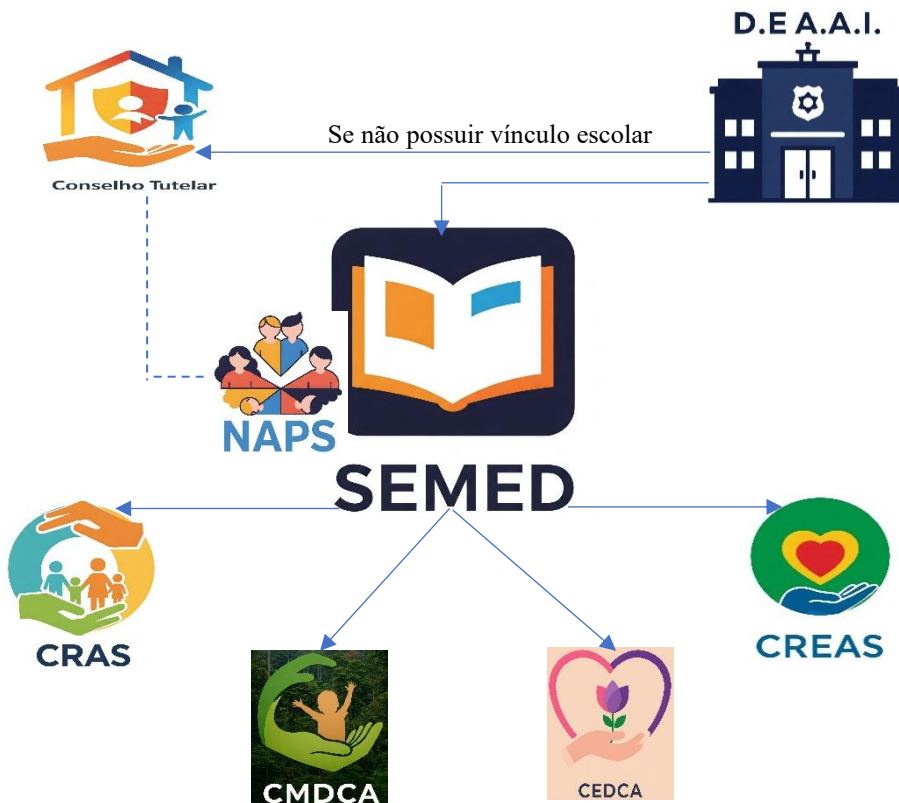 D.E A.A.I.
Se não possuir vínculo escolar
Conselho Tutelar
NAPS
SEMED
CRAS
CREAS
CMDCA
CEDCA